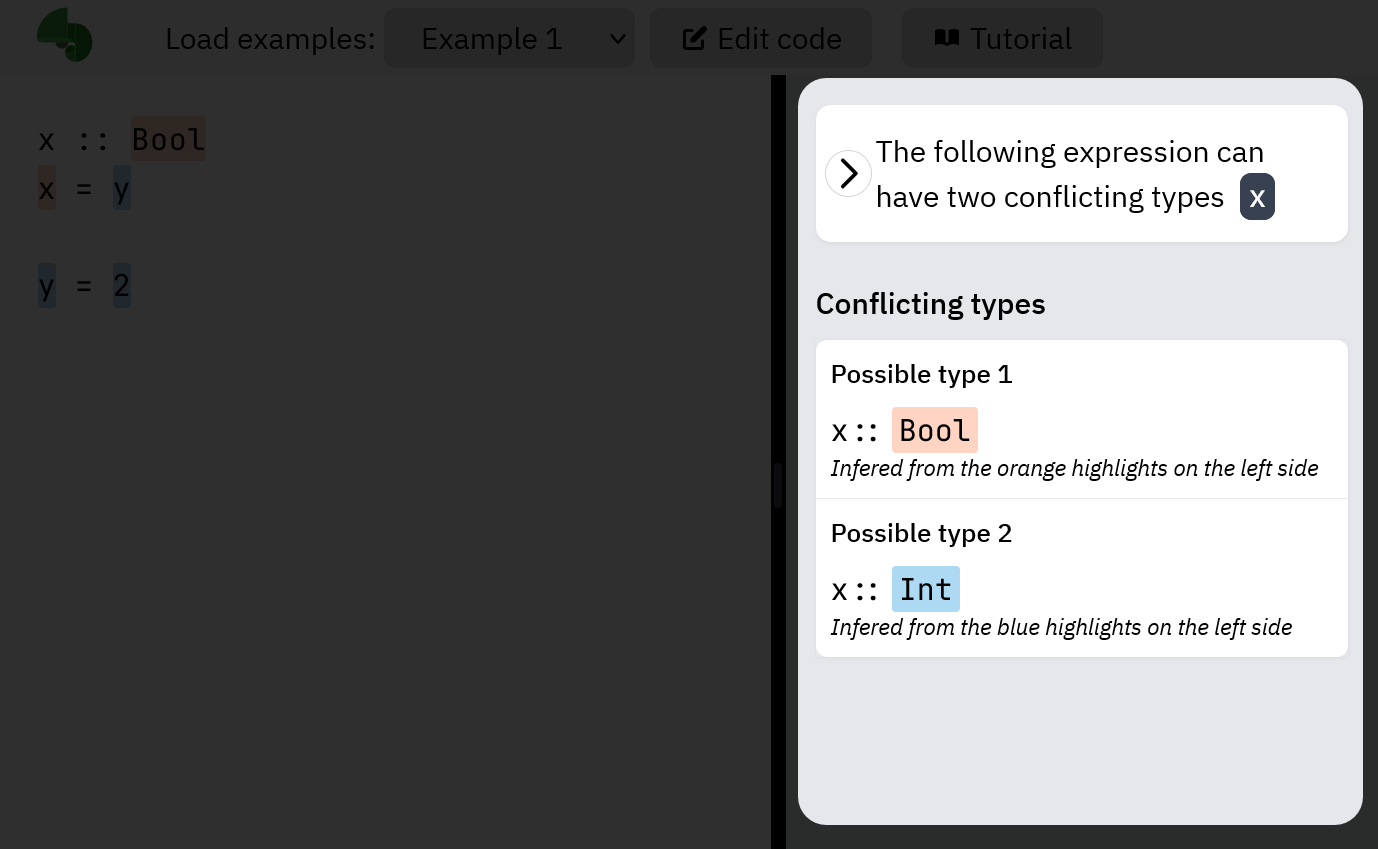 Load examples: Example 1 Edit code Tutorial
x :: Bool
x = y
y = 2
The following expression can
have two conflicting types x
Conflicting types
Possible type 1
x :: Bool
Infered from the orange highlights on the left side
Possible type 2
x :: Int
Infered from the blue highlights on the left side